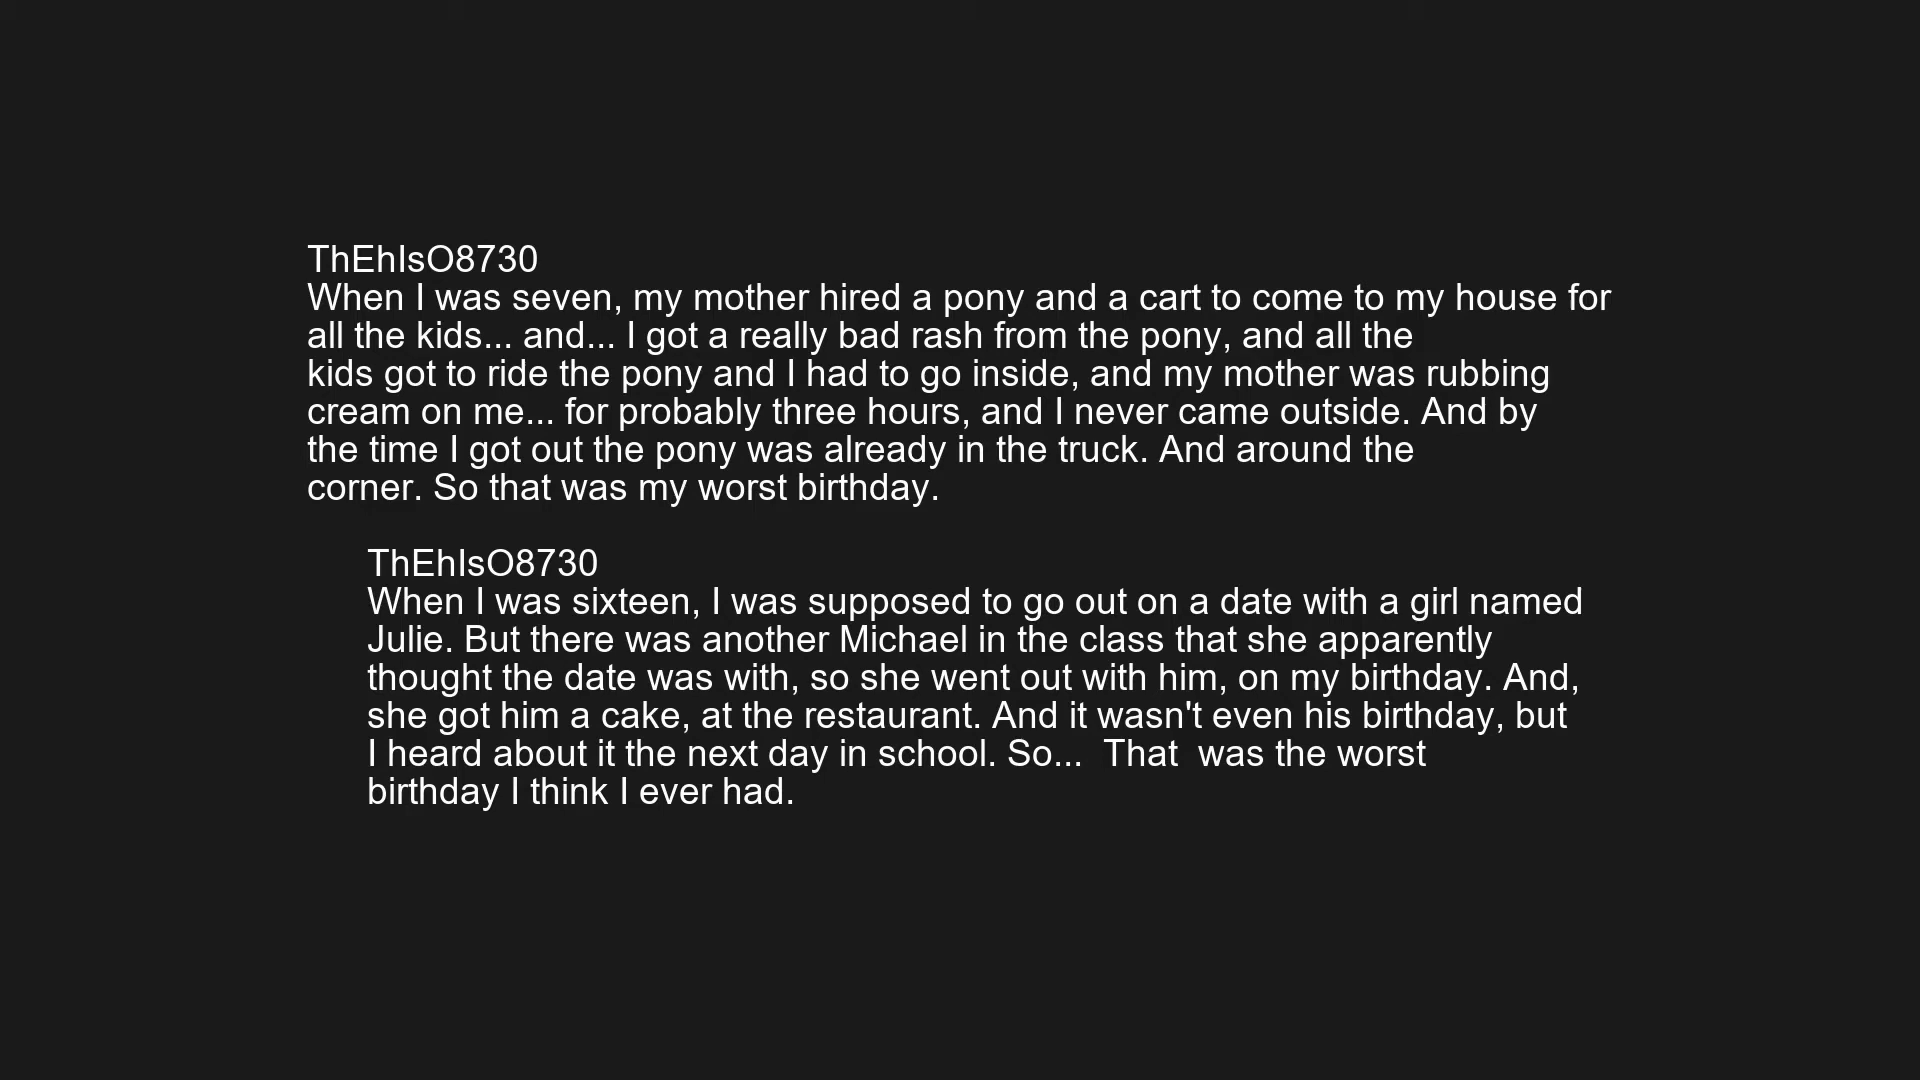 ThEhIsO8730
When I was seven, my mother hired a pony and a cart to come to my house for
all the kids... and... I got a really bad rash from the pony, and all the
kids got to ride the pony and I had to go inside, and my mother was rubbing
cream on me... for probably three hours, and I never came outside. And by
the time I got out the pony was already in the truck. And around the
corner. So that was my worst birthday.
ThEhIsO8730
When I was sixteen, I was supposed to go out on a date with a girl named
Julie. But there was another Michael in the class that she apparently
thought the date was with, so she went out with him, on my birthday. And,
she got him a cake, at the restaurant. And it wasn't even his birthday, but
I heard about it the next day in school. So...  That  was the worst
birthday I think I ever had.